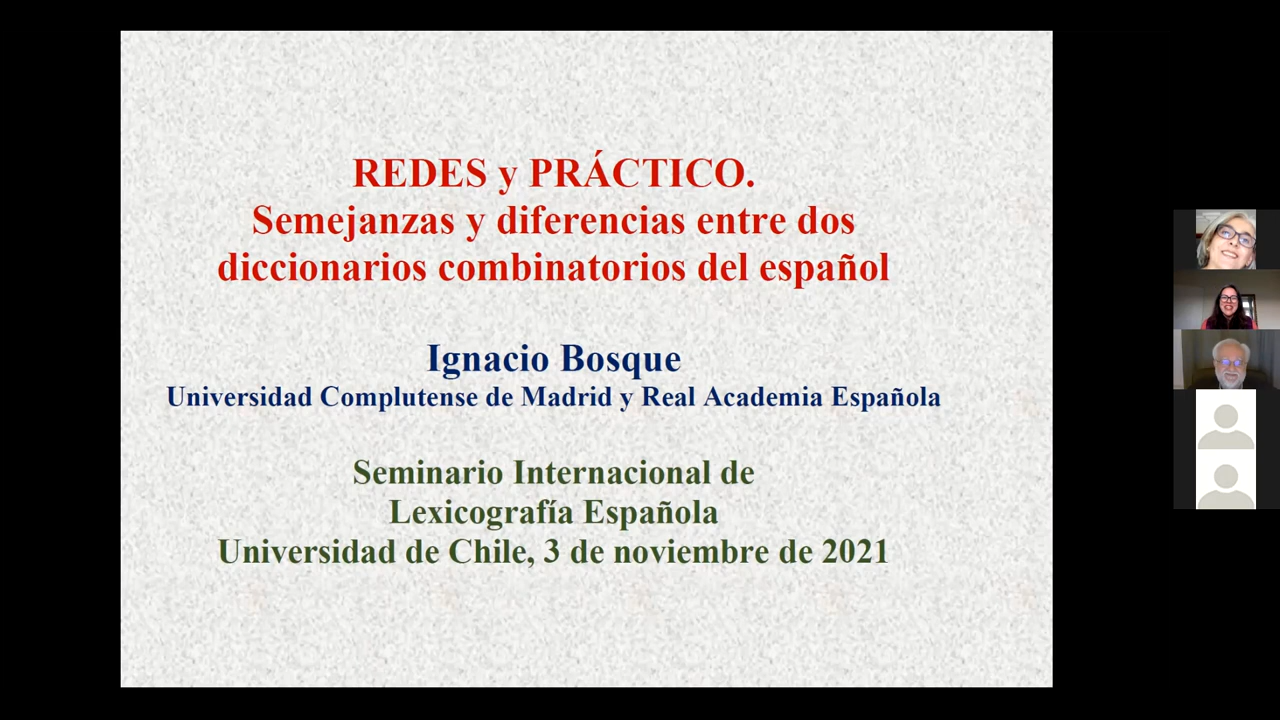 REDES y PRÁCTICO.
Semejanzas y diferencias entre dos
diccionarios combinatorios del español
Ignacio Bosque
Universidad Complutense de Madrid y Real Academia Española
Seminario Internacional de
Lexicografía Española
Universidad de Chile, 3 de noviembre de 2021